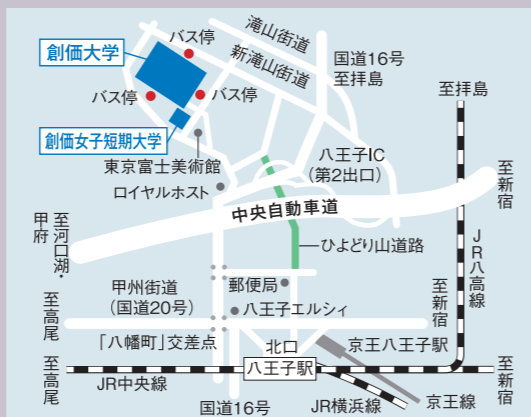 滝山街道
新滝山街道
バス停
創価大学
国道16号
至拝島
バス停
バス停
至拝島
創価女子短期大学
東京富士美術館
八王子IC
(第2出口)
ロイヤルホスト
至新宿
中央自動車道
至河口湖・
甲府
ひよどり山道路
JR八高線
甲州街道
(国道20号)
郵便局
八王子エルシィ
至新宿
至高尾
「八幡町」交差点
北口
京王八王子駅
八王子駅
至高尾
JR中央線
至新宿
国道16号
JR横浜線
京王線